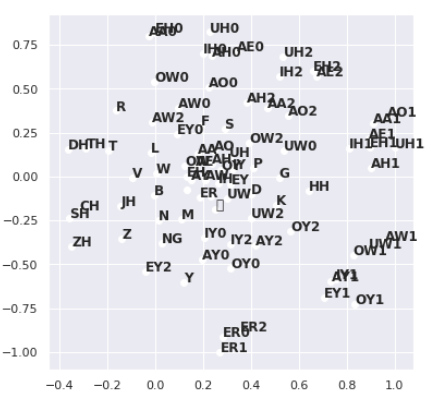 0.75
0.50
0.25
0.00
−0.25
−0.50
−0.75
−1.00
EH0
UH0
IH0
AH0
AE0
UH2
EH2
IH2
AE2
OW0
AO0
R
AW0
AH2
AA2
AO2
AO1
AA1
AW2
F
S
EY0
AE1
OW2
DH
TH
T
L
AA
AO
UH
UW0
IH1
EH1
UH1
V
W
AH
OY
P
AH1
G
EH
IH
EY
B
ER
UW
D
HH
K
SH
CH
JH
N
M
UW2
OY2
ZH
Z
NG
IY0
IY2
AY2
AW1
UW1
OW1
AY0
OY0
EY2
Y
IY1
AY1
EY1
OY1
ER0
ER2
ER1
−0.4
−0.2
0.0
0.2
0.4
0.6
0.8
1.0